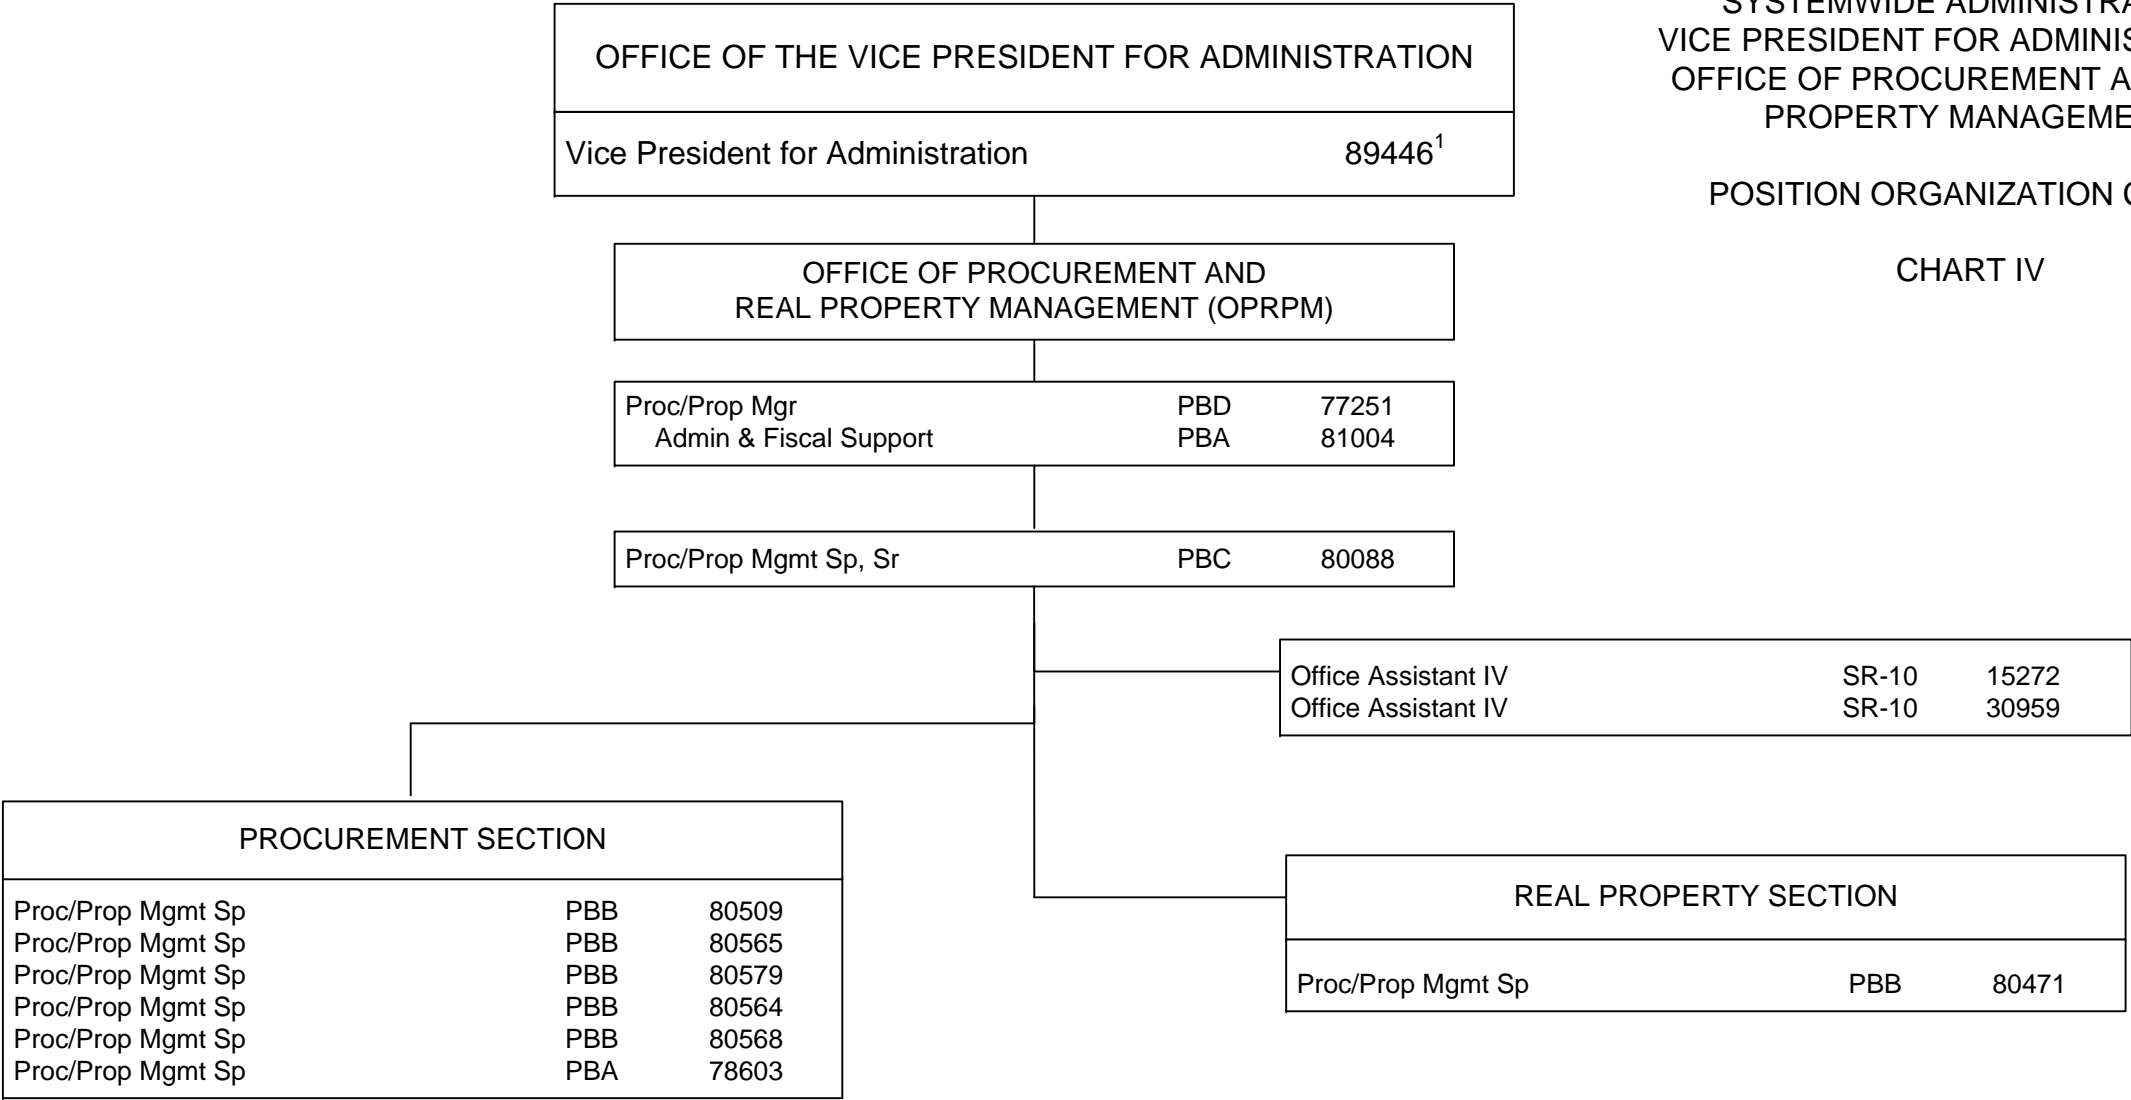 SYSTEMWIDE
VICE PRESIDENT FOR
OFFICE OF PROCUREMENT
PROPERTY
POSITION ORGANIZATION
CHART IV
OFFICE OF THE VICE PRESIDENT FOR ADMINISTRATION
Vice President for Administration 89446¹
OFFICE OF PROCUREMENT AND
REAL PROPERTY MANAGEMENT (OPRPM)
Proc/Prop Mgr PBD 77251
Admin & Fiscal Support PBA 81004
Proc/Prop Mgmt Sp, Sr PBC 80088
Office Assistant IV SR-10 15272
Office Assistant IV SR-10 30959
PROCUREMENT SECTION
Proc/Prop Mgmt Sp PBB 80509
Proc/Prop Mgmt Sp PBB 80565
Proc/Prop Mgmt Sp PBB 80579
Proc/Prop Mgmt Sp PBB 80564
Proc/Prop Mgmt Sp PBB 80568
Proc/Prop Mgmt Sp PBA 78603
REAL PROPERTY SECTION
Proc/Prop Mgmt Sp PBB 80471